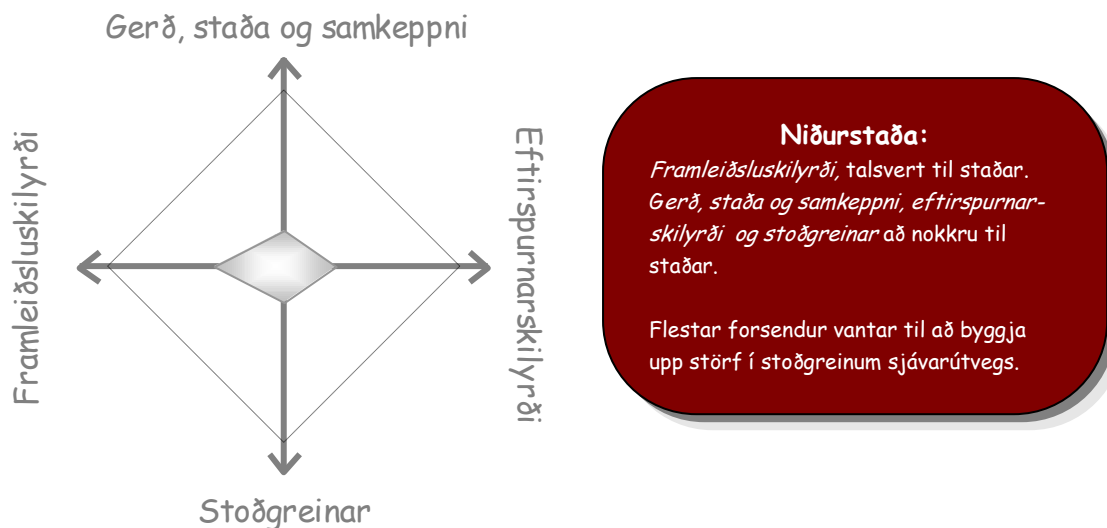 Gerð, staða og samkeppni
Framleiðsluskilyrði
Eftirspurnarskilyrði
Stoðgreinar
Niðurstaða:
Framleiðsluskilyrði, talsvert til staðar.
Gerð, staða og samkeppni, eftirspurnar-
skilyrði og stoðgreinar að nokkru til
staðar.
Flestar forsendur vantar til að byggja
upp störf í stoðgreinum sjávarútvegs.